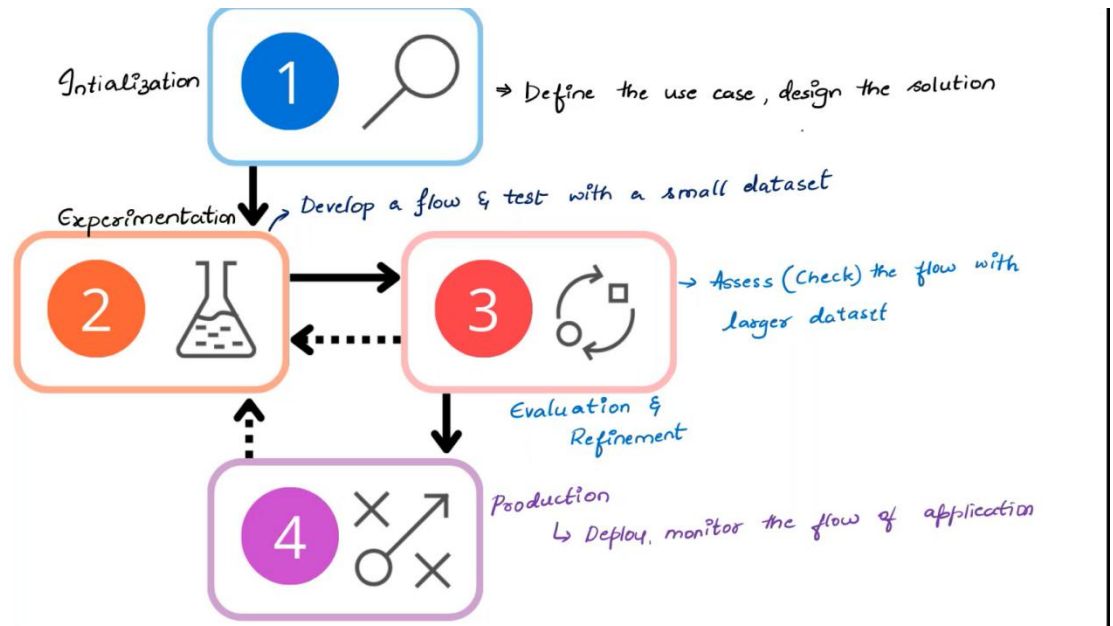 Intialization
1
⇒ Define the use case, design the solution
Experimentation
→ Develop a flow & test with a small dataset
2
3
→ Assess (Check) the flow with
larger dataset
Evaluation &
Refinement
4
Production
↳ Deploy, monitor the flow of application